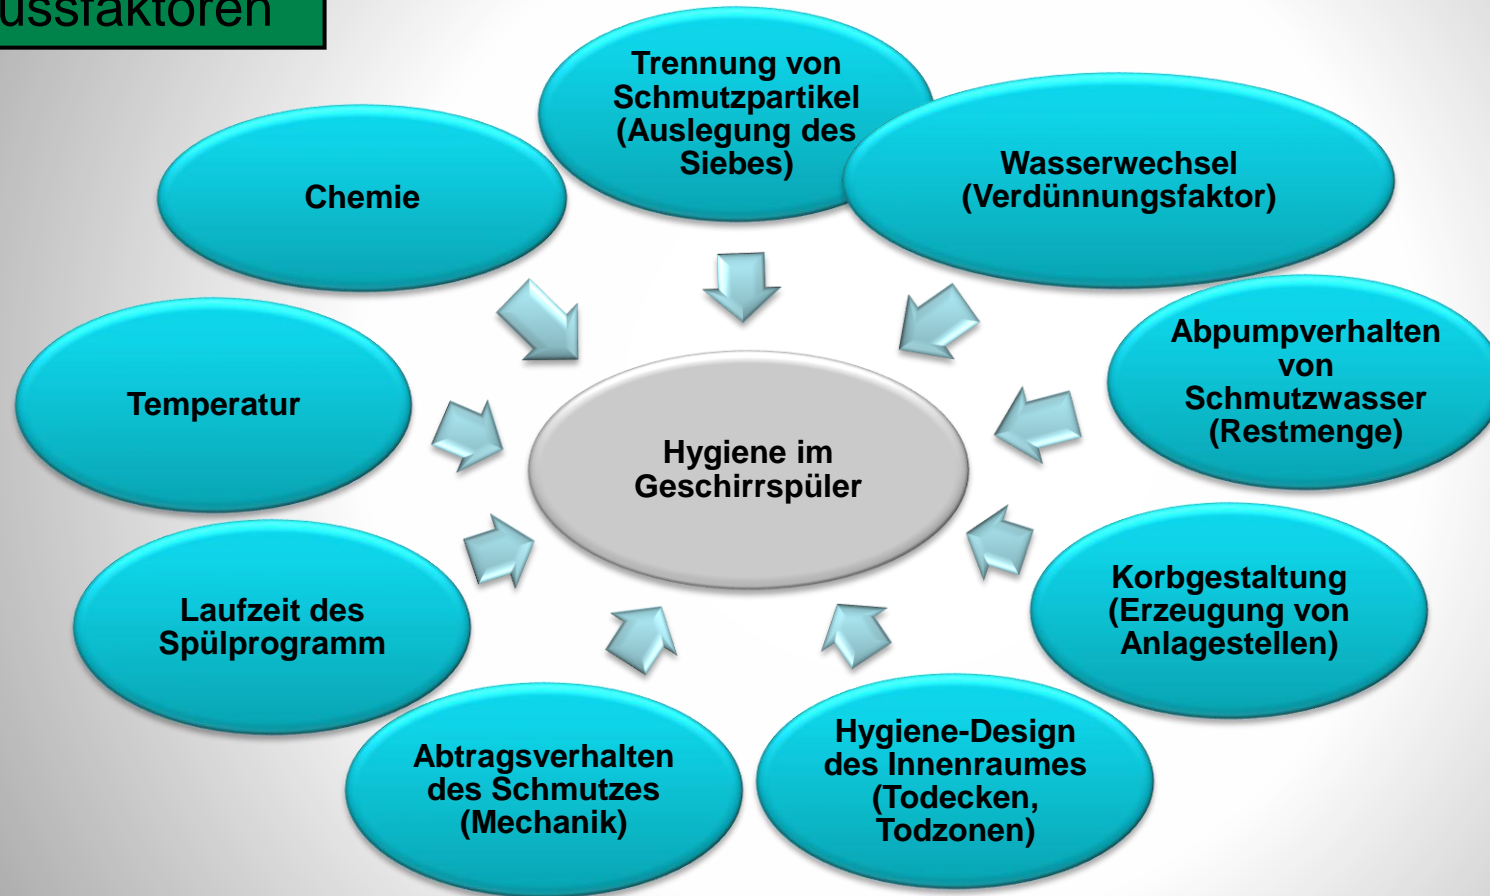 ussfaktoren
Trennung von
Schmutzpartikel
(Auslegung des
Siebes)
Wasserwechsel
(Verdünnungsfaktor)
Chemie
Abpumpverhalten
von
Schmutzwasser
(Restmenge)
Temperatur
Hygiene im
Geschirrspüler
Korbgestaltung
(Erzeugung von
Anlagestellen)
Laufzeit des
Spülprogramm
Hygiene-Design
des Innenraumes
(Todecken,
Todzonen)
Abtragsverhalten
des Schmutzes
(Mechanik)